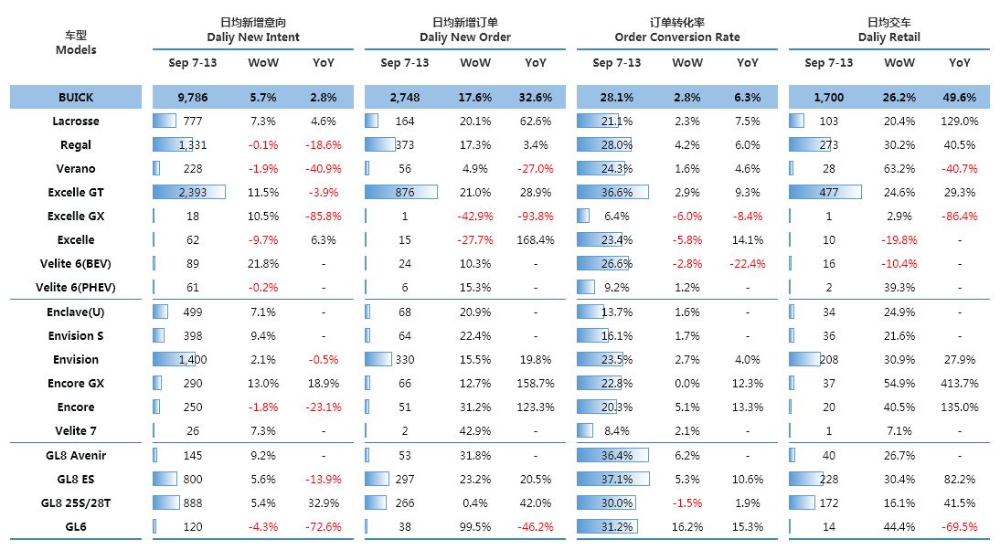 车型
Models
日均新增意向
Daliy New Intent
日均新增订单
Daliy New Order
订单转化率
Order Conversion Rate
日均交车
Daliy Retail
Sep 7-13 WoW YoY Sep 7-13 WoW YoY Sep 7-13 WoW YoY Sep 7-13 WoW YoY
BUICK 9,786 5.7% 2.8% 2,748 17.6% 32.6% 28.1% 2.8% 6.3% 1,700 26.2% 49.6%
Lacrosse 777 7.3% 4.6% 164 20.1% 62.6% 21.1% 2.3% 7.5% 103 20.4% 129.0%
Regal 1,331 -0.1% -18.6% 373 17.3% 3.4% 28.0% 4.2% 6.0% 273 30.2% 40.5%
Verano 228 -1.9% -40.9% 56 4.9% -27.0% 24.3% 1.6% 4.6% 28 63.2% -40.7%
Excelle GT 2,393 11.5% -3.9% 876 21.0% 28.9% 36.6% 2.9% 9.3% 477 24.6% 29.3%
Excelle GX 18 10.5% -85.8% 1 -42.9% -93.8% 6.4% -6.0% -8.4% 1 2.9% -86.4%
Excelle 62 -9.7% 6.3% 15 -27.7% 168.4% 23.4% -5.8% 14.1% 10 -19.8% -
Velite 6(BEV) 89 21.8% - 24 10.3% - 26.6% -2.8% -22.4% 16 -10.4% -
Velite 6(PHEV) 61 -0.2% - 6 15.3% - 9.2% 1.2% - 2 39.3% -
Enclave(U) 499 7.1% - 68 20.9% - 13.7% 1.6% - 34 24.9% -
Envision S 398 9.4% - 64 22.4% - 16.1% 1.7% - 36 21.6% -
Envision 1,400 2.1% -0.5% 330 15.5% 19.8% 23.5% 2.7% 4.0% 208 30.9% 27.9%
Encore GX 290 13.0% 18.9% 66 12.7% 158.7% 22.8% 0.0% 12.3% 37 54.9% 413.7%
Encore 250 -1.8% -23.1% 51 31.2% 123.3% 20.3% 5.1% 13.3% 20 40.5% 135.0%
Velite 7 26 7.3% - 2 42.9% - 8.4% 2.1% - 1 7.1% -
GL8 Avenir 145 9.2% - 53 31.8% - 36.4% 6.2% - 40 26.7% -
GL8 ES 800 5.6% -13.9% 297 23.2% 20.5% 37.1% 5.3% 10.6% 228 30.4% 82.2%
GL8 25S/28T 888 5.4% 32.9% 266 0.4% 42.0% 30.0% -1.5% 1.9% 172 16.1% 41.5%
GL6 120 -4.3% -72.6% 38 99.5% -46.2% 31.2% 16.2% 15.3% 14 44.4% -69.5%